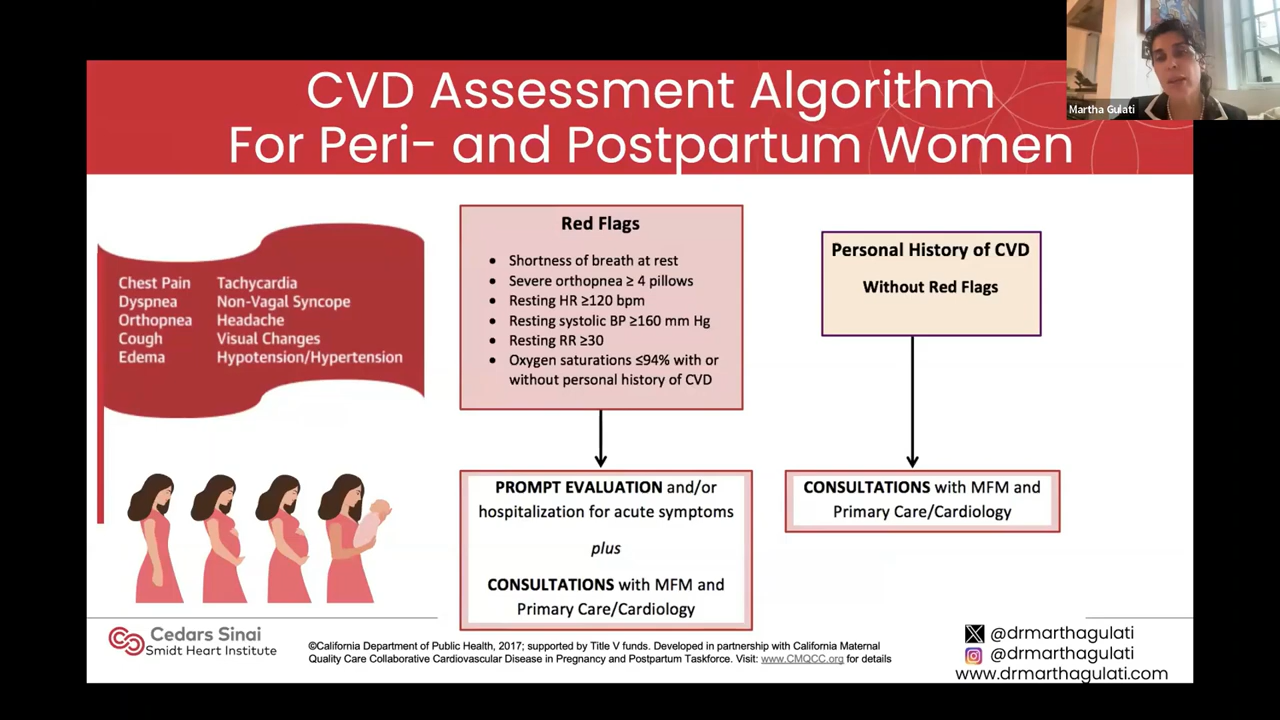 CVD Assessment Algorithm
For Peri- and Postpartum Women
Martha Gulati
Chest Pain Tachycardia
Dyspnea Non-Vagal Syncope
Orthopnea Headache
Cough Visual Changes
Edema Hypotension/Hypertension
Red Flags
• Shortness of breath at rest
• Severe orthopnea ≥ 4 pillows
• Resting HR ≥120 bpm
• Resting systolic BP ≥160 mm Hg
• Resting RR ≥30
• Oxygen saturations ≤94% with or
without personal history of CVD
PROMPT EVALUATION and/or
hospitalization for acute symptoms
plus
CONSULTATIONS with MFM and
Primary Care/Cardiology
Personal History of CVD
Without Red Flags
CONSULTATIONS with MFM and
Primary Care/Cardiology
Cedars Sinai
Smidt Heart Institute
©California Department of Public Health, 2017; supported by Title V funds. Developed in partnership with California Maternal
Quality Care Collaborative Cardiovascular Disease in Pregnancy and Postpartum Taskforce. Visit: www.CMQCC.org for details
@drmarthagulati
@drmarthagulati
www.drmarthagulati.com